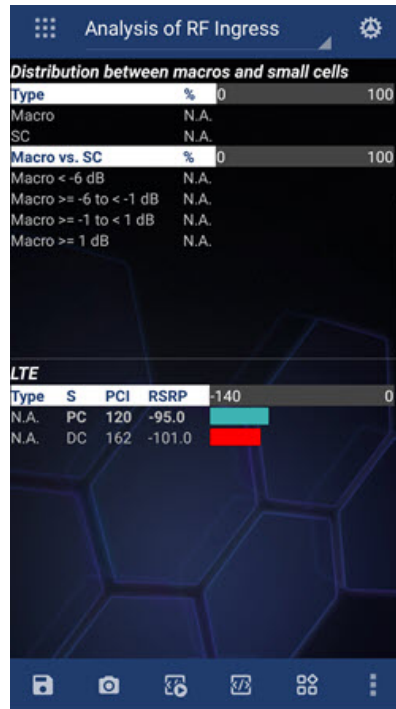 Analysis of RF Ingress
Distribution between macros and small cells
Type % 0 100
Macro N.A.
SC N.A.
Macro vs. SC % 0 100
Macro < -6 dB N.A.
Macro >= -6 to < -1 dB N.A.
Macro >= -1 to < 1 dB N.A.
Macro >= 1 dB N.A.
LTE
Type S PCI RSRP -140 0
N.A. PC 120 -95.0
N.A. DC 162 -101.0